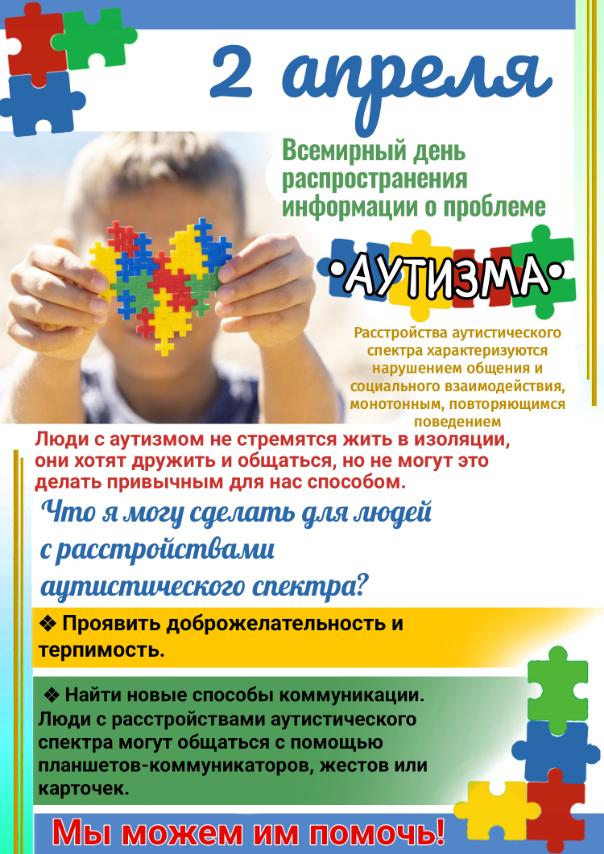 2 апреля
Всемирный день
распространения
информации о проблеме
•АУТИЗМА•
Расстройства аутистического
спектра характеризуются
нарушением общения и
социального взаимодействия,
монотонным, повторяющимся
поведением
Люди с аутизмом не стремятся жить в изоляции,
они хотят дружить и общаться, но не могут это
делать привычным для нас способом.
Что я могу сделать для людей
с расстройствами
аутистического спектра?
❖ Проявить доброжелательность и
терпимость.
❖ Найти новые способы коммуникации.
Люди с расстройствами аутистического
спектра могут общаться с помощью
планшетов-коммуникаторов, жестов или
карточек.
Мы можем им помочь!